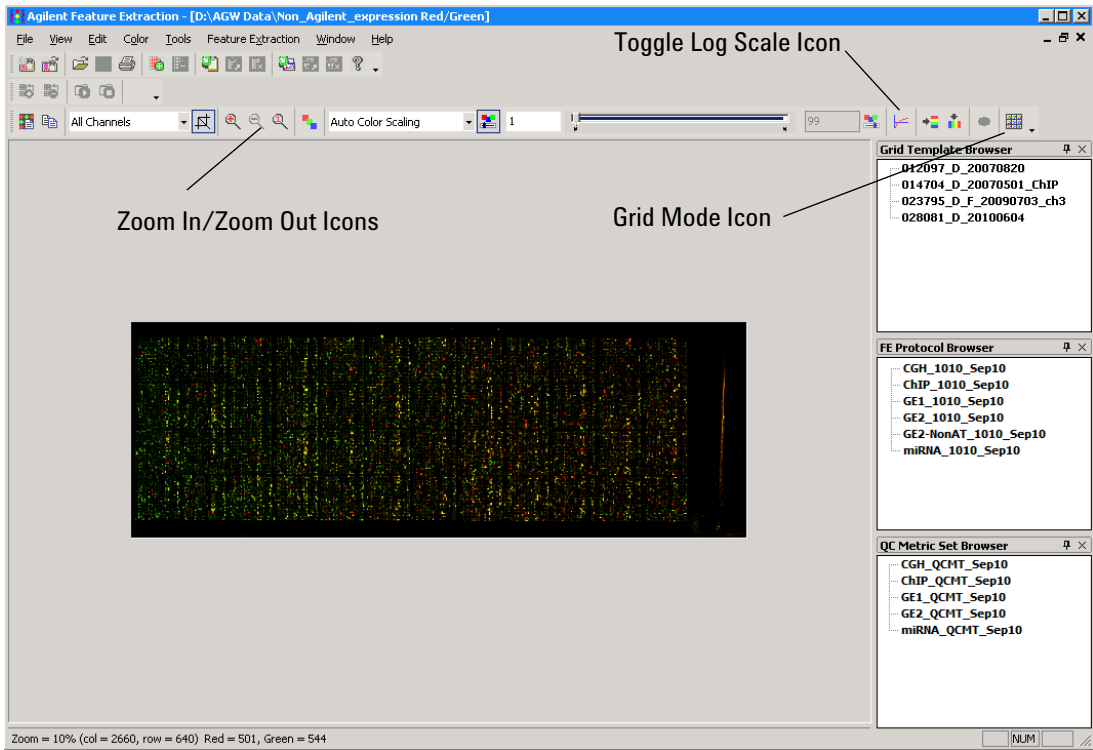 Agilent Feature Extraction - [D:\AGW Data\Non_Agilent_expression Red/Green]
File View Edit Color Tools Feature Extraction Window Help
Toggle Log Scale Icon
All Channels
Auto Color Scaling
1
99
Zoom In/Zoom Out Icons
Grid Mode Icon
Grid Template Browser
012097_D_20070820
014704_D_20070501_ChIP
023795_D_F_20090703_ch3
028081_D_20100604
FE Protocol Browser
CGH_1010_Sep10
ChIP_1010_Sep10
GE1_1010_Sep10
GE2_1010_Sep10
GE2-NonAT_1010_Sep10
miRNA_1010_Sep10
QC Metric Set Browser
CGH_QCMT_Sep10
ChIP_QCMT_Sep10
GE1_QCMT_Sep10
GE2_QCMT_Sep10
miRNA_QCMT_Sep10
Zoom = 10% (col = 2660, row = 640) Red = 501, Green = 544
NUM